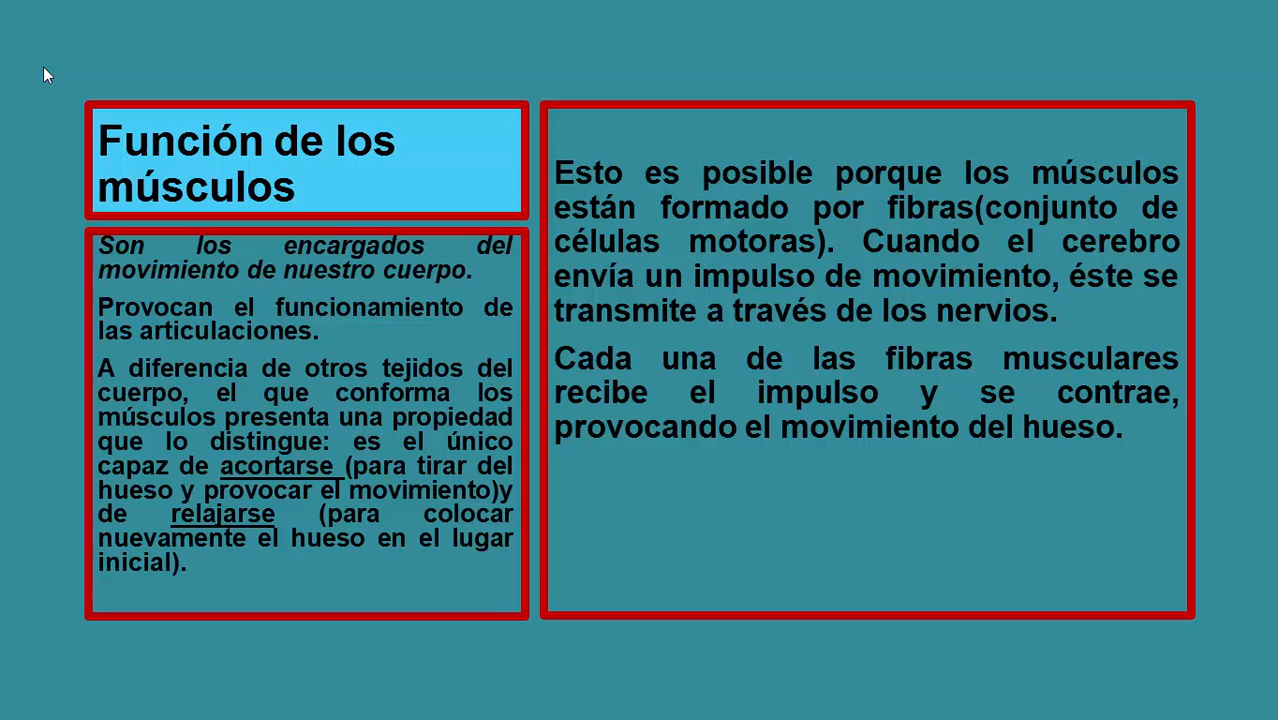 Función de los
músculos
Son los encargados del
movimiento de nuestro cuerpo.
Provocan el funcionamiento de
las articulaciones.
A diferencia de otros tejidos del
cuerpo, el que conforma los
músculos presenta una propiedad
que lo distingue: es el único
capaz de acortarse (para tirar del
hueso y provocar el movimiento)y
de relajarse (para colocar
nuevamente el hueso en el lugar
inicial).
Esto es posible porque los músculos
están formado por fibras(conjunto de
células motoras). Cuando el cerebro
envía un impulso de movimiento, éste se
transmite a través de los nervios.
Cada una de las fibras musculares
recibe el impulso y se contrae,
provocando el movimiento del hueso.